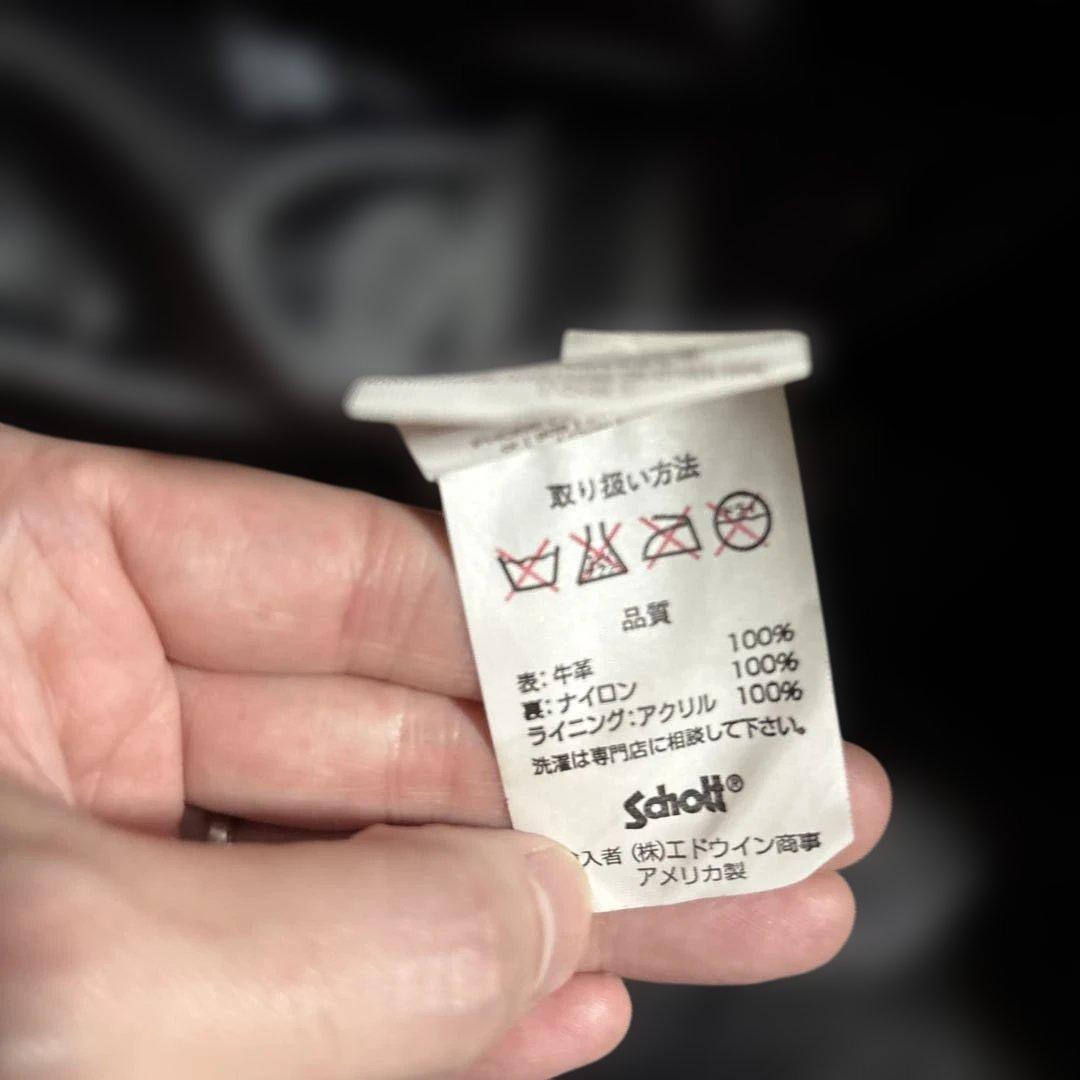 取り扱い方法
ドライ
品質
100%
表:牛革 100%
裏:ナイロン 100%
ライニング:アクリル
洗濯は専門店に相談して下さい。
Schott®
入者 (株)エドウイン商事
アメリカ製